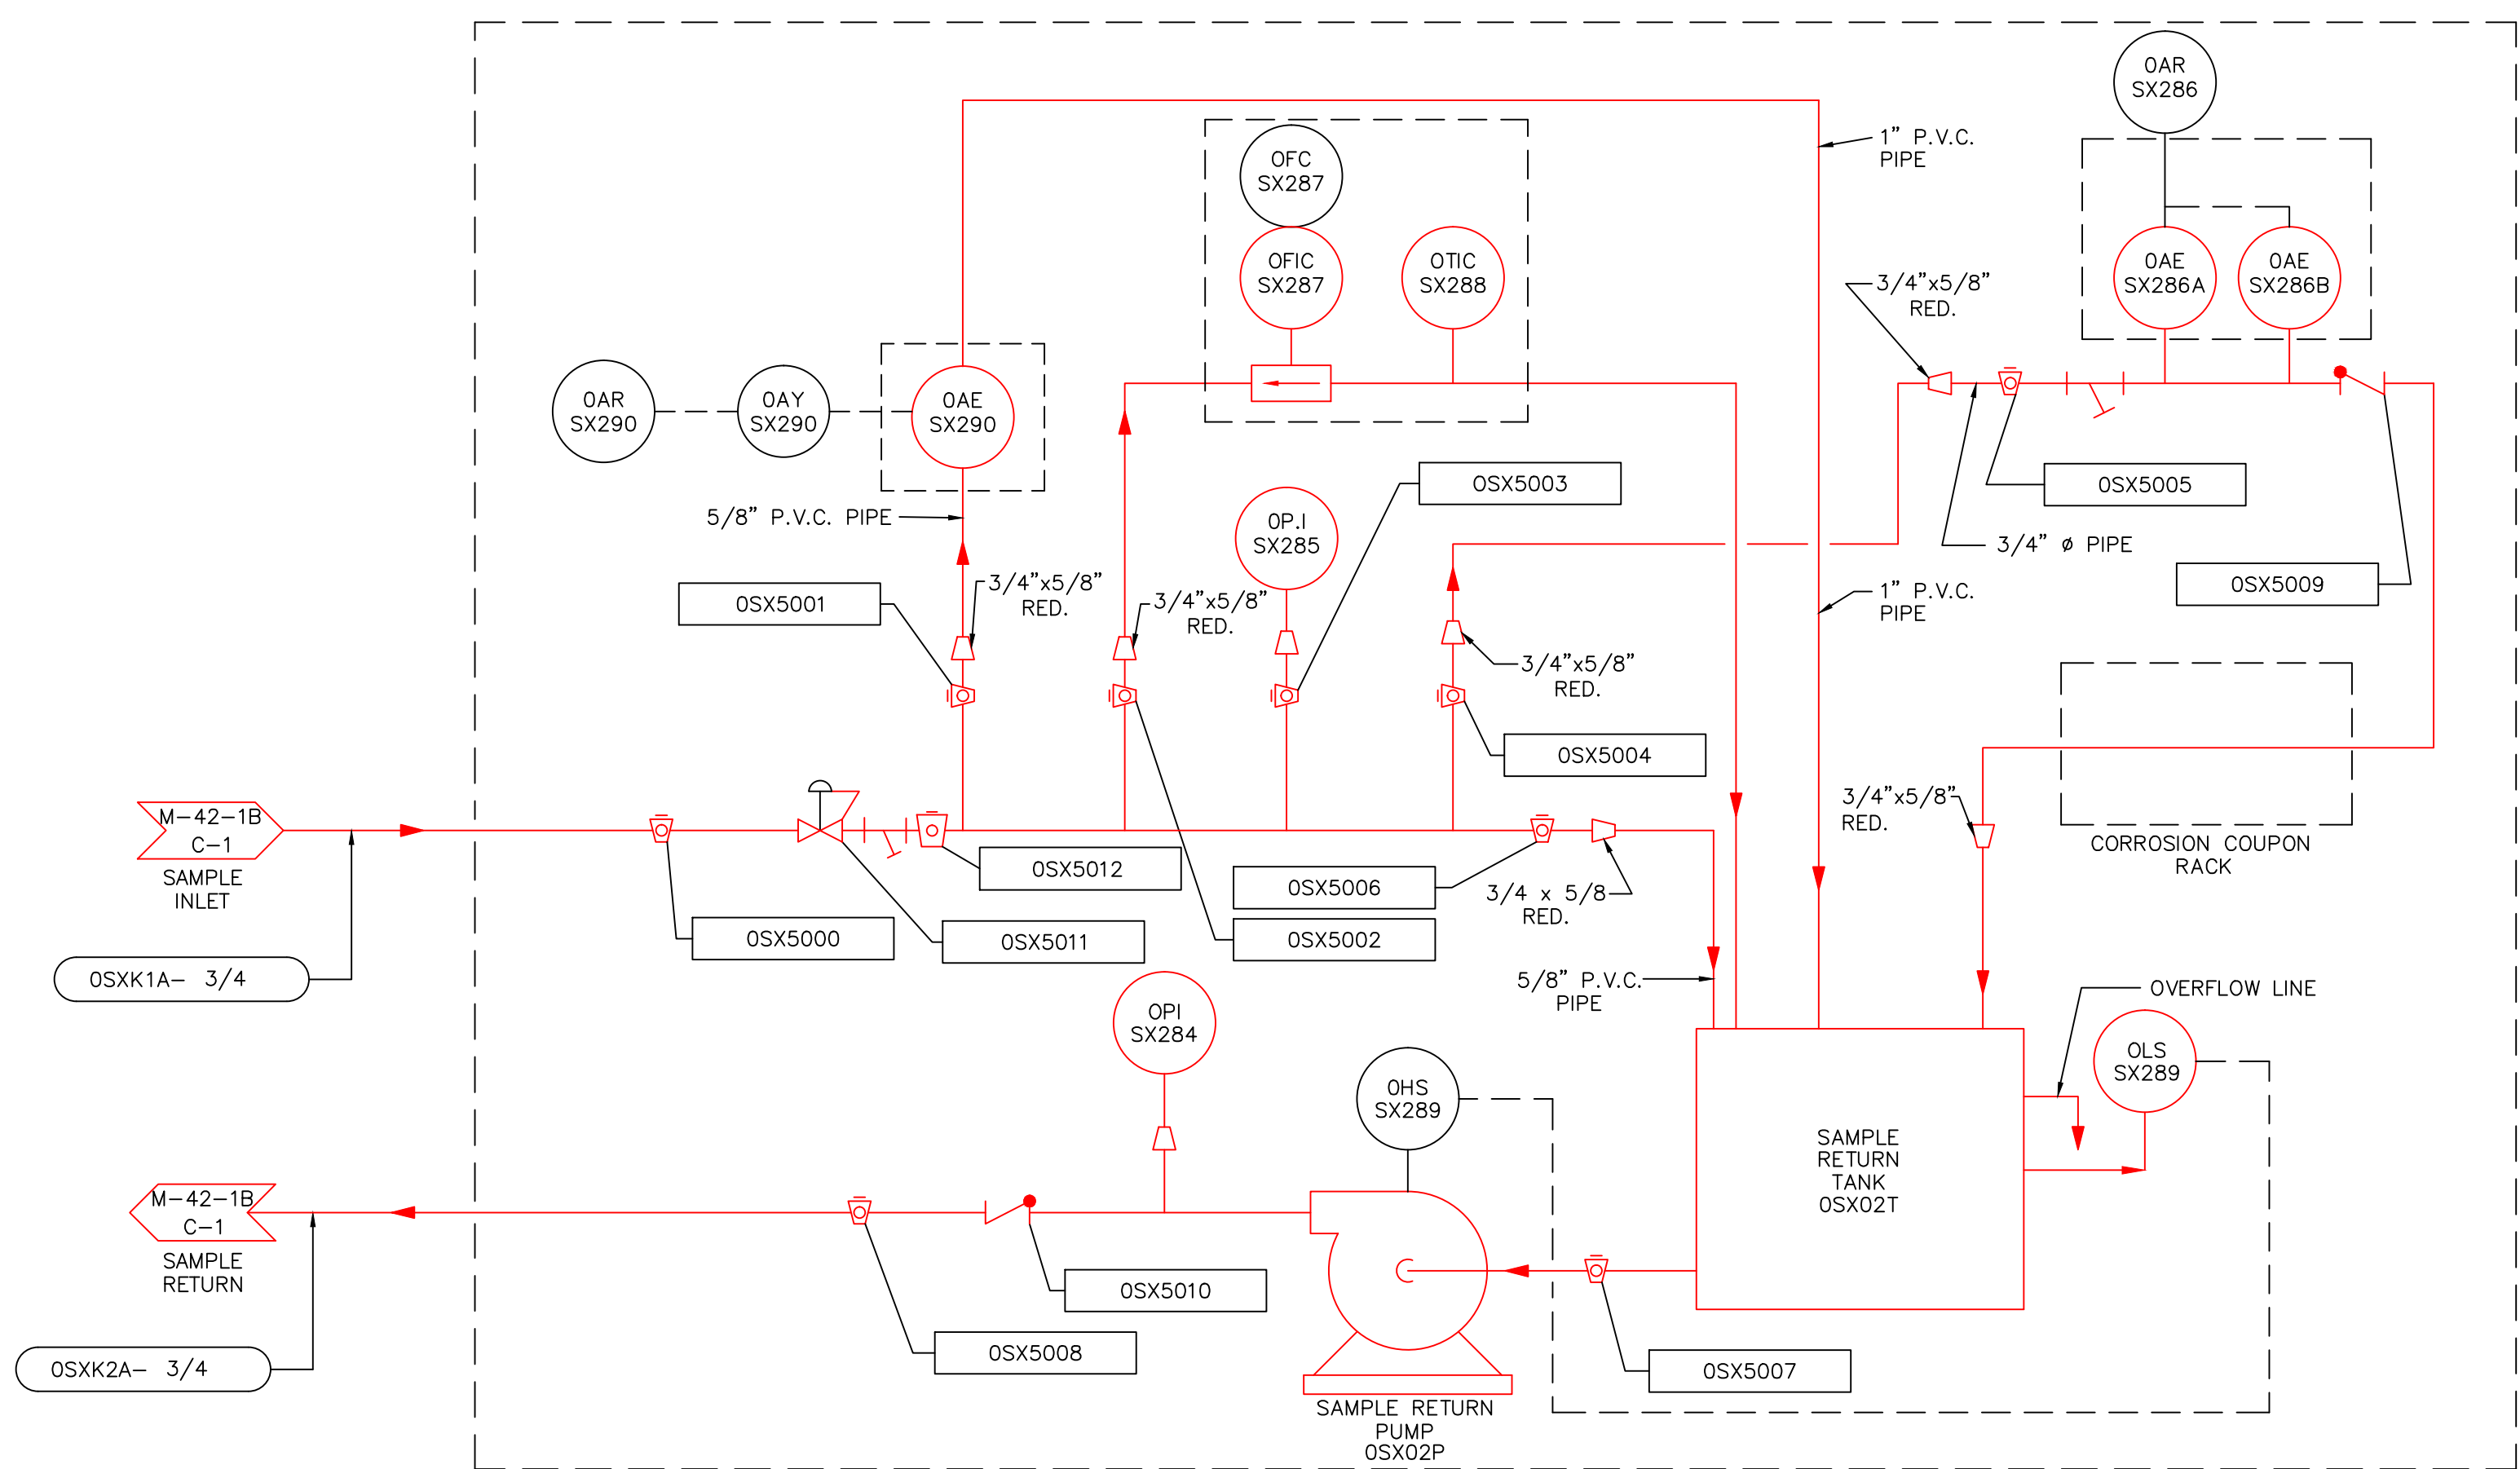 0AR
SX286
1" P.V.C.
PIPE
0FC
SX287
0FIC
SX287
0TIC
SX288
0AE
SX286A
0AE
SX286B
3/4"x5/8"
RED.
0AR
SX290
0AY
SX290
0AE
SX290
0SX5003
0SX5005
5/8" P.V.C. PIPE
0P.I
SX285
3/4" ø PIPE
3/4"x5/8"
RED.
0SX5001
3/4"x5/8"
RED.
1" P.V.C.
PIPE
0SX5009
3/4"x5/8"
RED.
0SX5004
3/4"x5/8"
RED.
M-42-1B
C-1
SAMPLE
INLET
CORROSION COUPON
RACK
0SX5012
0SX5006
3/4 x 5/8
RED.
0SX5000
0SX5011
0SX5002
0SXK1A- 3/4
5/8" P.V.C.
PIPE
OVERFLOW LINE
0PI
SX284
0HS
SX289
0LS
SX289
SAMPLE
RETURN
TANK
0SX02T
M-42-1B
C-1
SAMPLE
RETURN
0SX5010
0SX5008
0SXK2A- 3/4
0SX5007
SAMPLE RETURN
PUMP
0SX02P